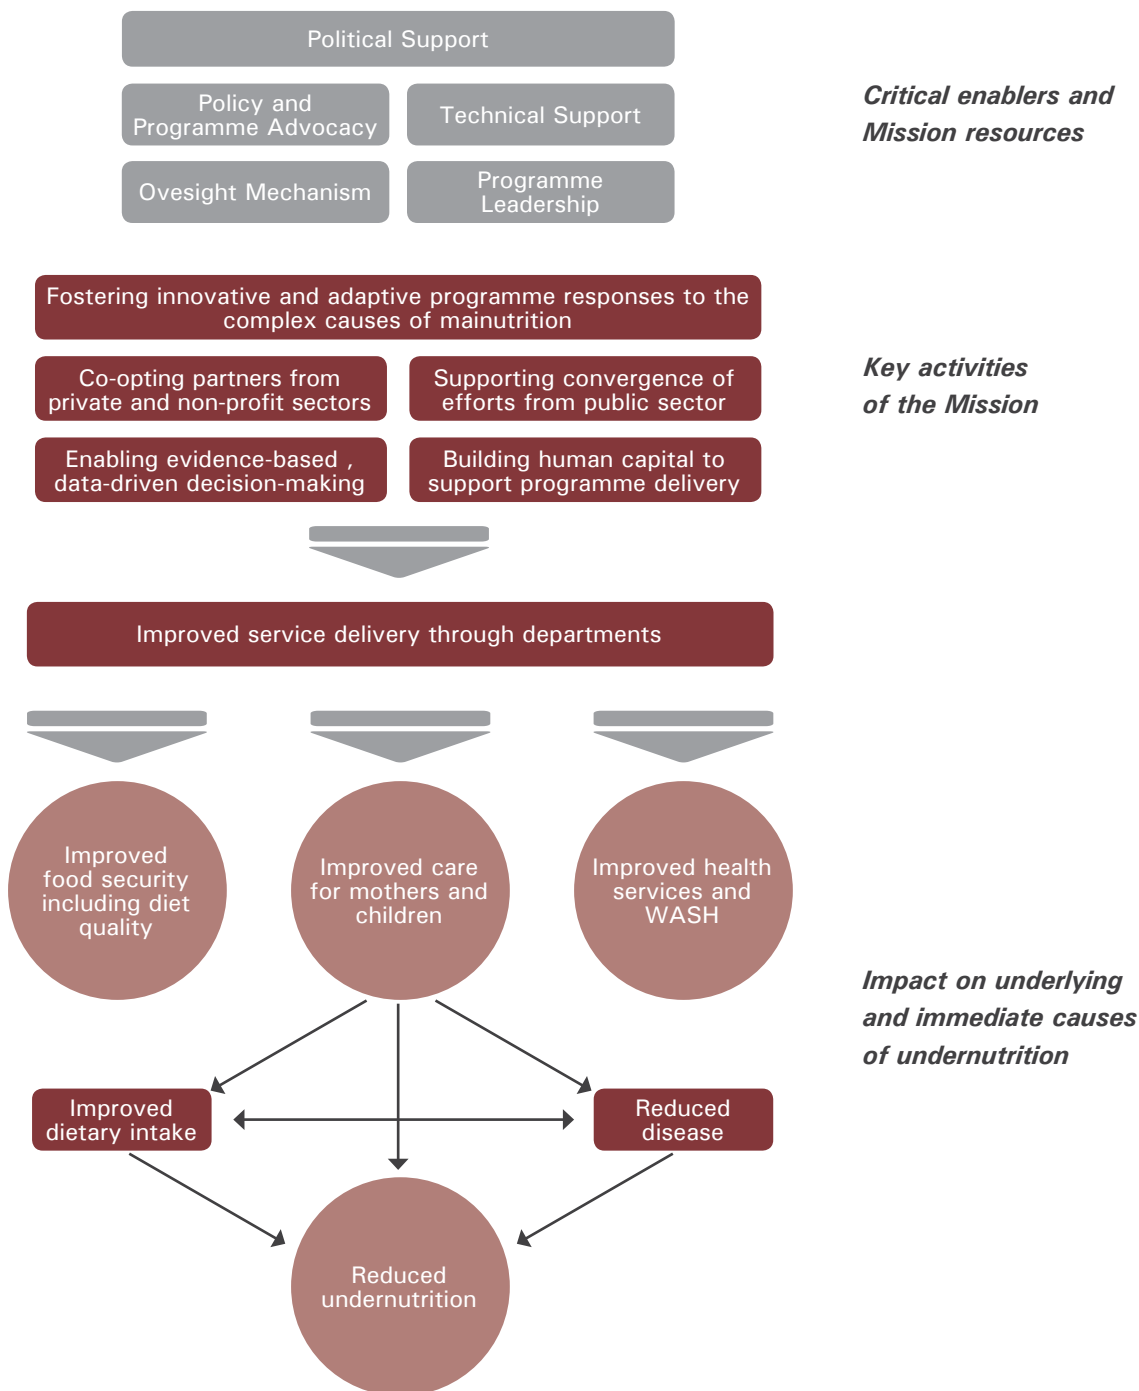 Political Support
Policy and
Programme Advocacy
Technical Support
Ovesight Mechanism
Programme
Leadership
Critical enablers and
Mission resources
Fostering innovative and adaptive programme responses to the
complex causes of mainutrition
Co-opting partners from
private and non-profit sectors
Supporting convergence of
efforts from public sector
Enabling evidence-based ,
data-driven decision-making
Building human capital to
support programme delivery
Key activities
of the Mission
Improved service delivery through departments
Improved
food security
including diet
quality
Improved care
for mothers and
children
Improved health
services and
WASH
Impact on underlying
and immediate causes
of undernutrition
Improved
dietary intake
Reduced
disease
Reduced
undernutrition